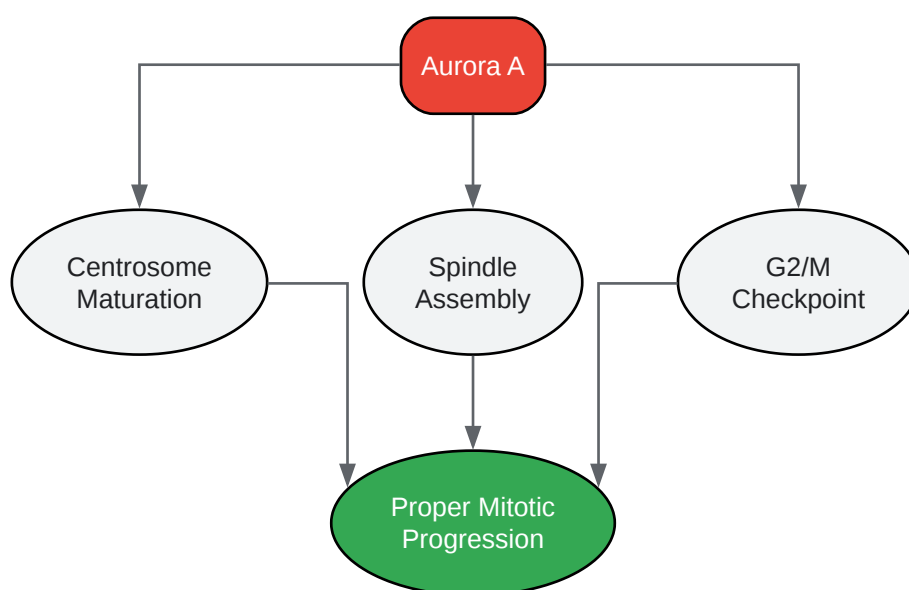 Aurora A
Centrosome
Maturation
Spindle
Assembly
G2/M
Checkpoint
Proper Mitotic
Progression